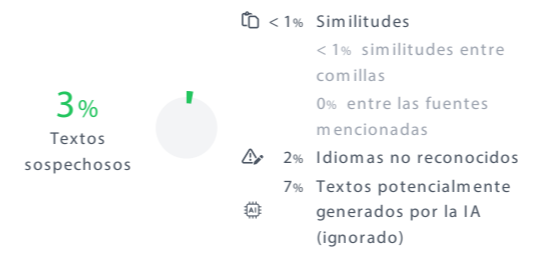 3%
Textos
sospechosos
< 1% Similitudes
< 1% similitudes entre
comillas
0% entre las fuentes
mencionadas
2% Idiomas no reconocidos
7% Textos potencialmente
generados por la IA
(ignorado)
AI